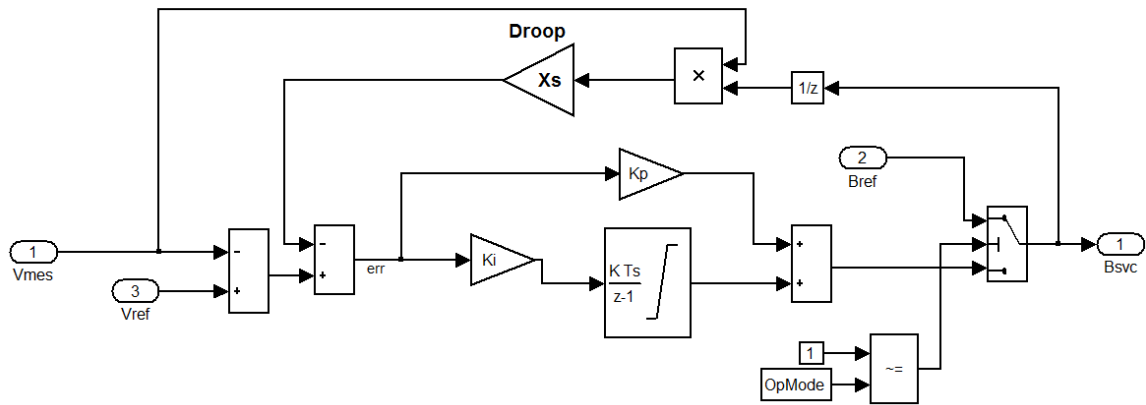 Droop
Xs
×
1/z
2
Bref
Kp
1
Vmes
3
Vref
-
+
-
+
err
Ki
K Ts
z-1
+
+
1
Bsvc
1
OpMode
~=